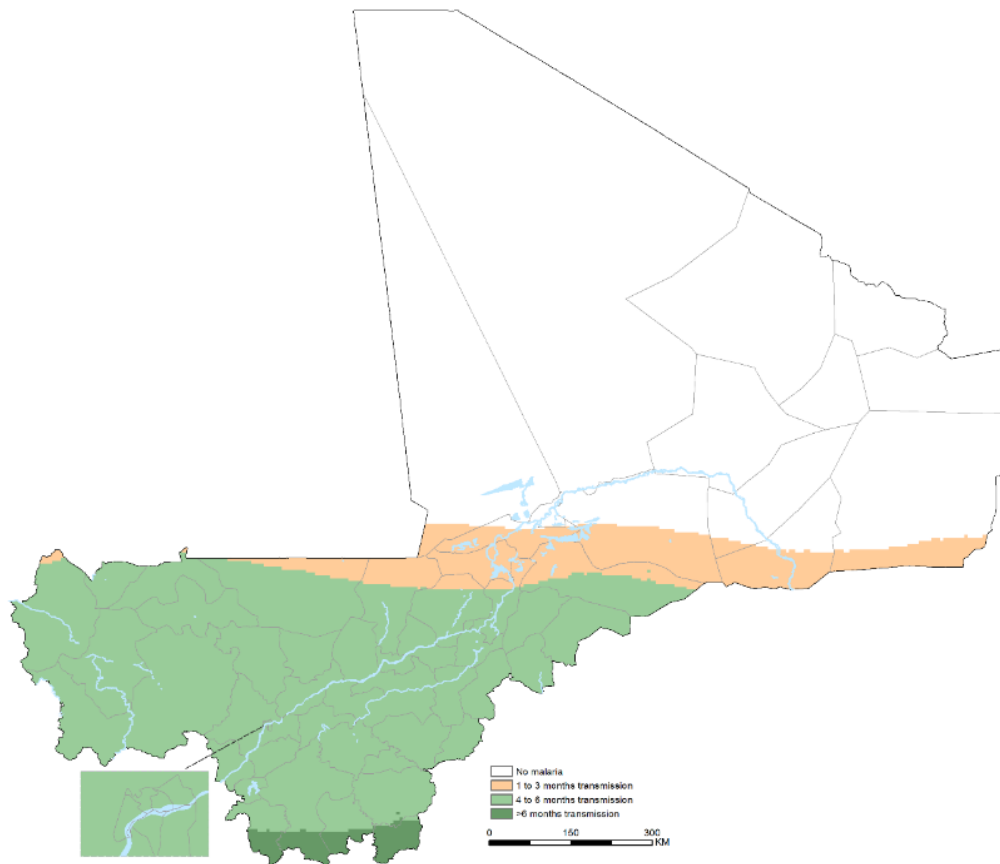 No malaria
1 to 3 months transmission
4 to 6 months transmission
>6 months transmission
0 150 300
KM